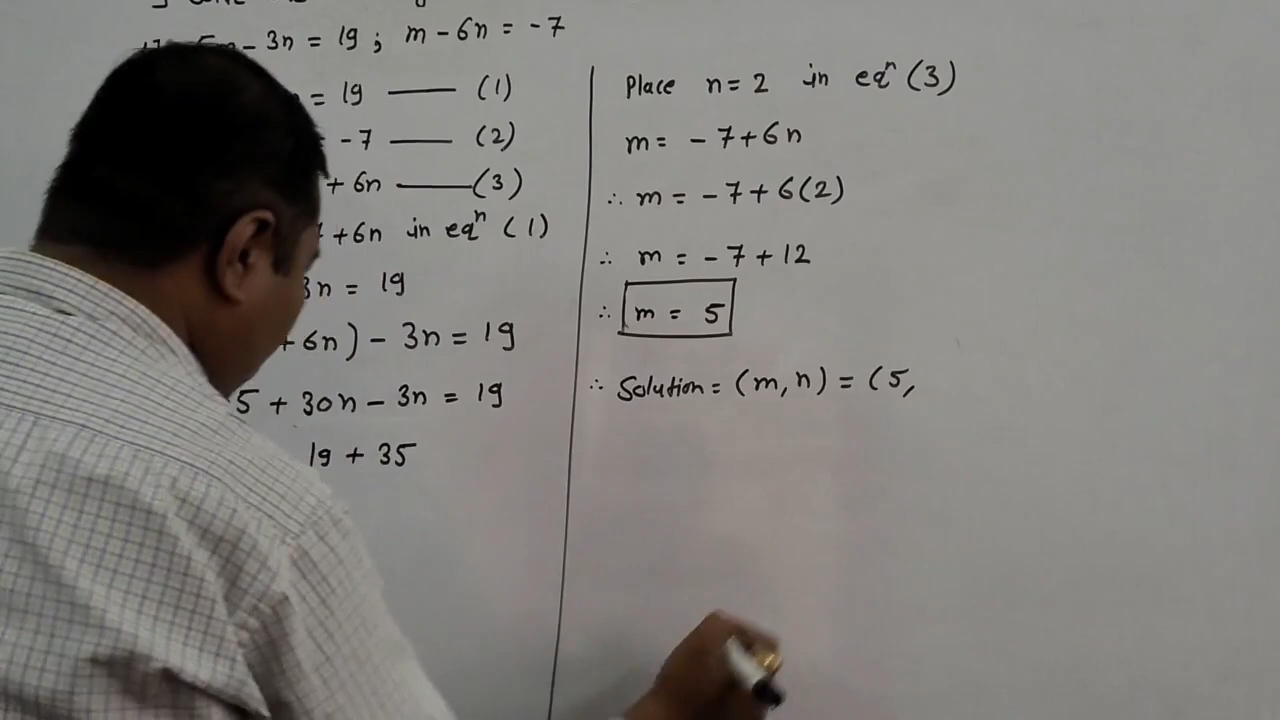 - 3n = 19 ; m - 6n = -7
= 19 —— (1)
-7 —— (2)
+ 6n —— (3)
+6n in eqⁿ (1)
3n = 19
+6n) - 3n = 19
5 + 30n - 3n = 19
19 + 35
Place n = 2 in eqⁿ (3)
m = - 7 + 6n
∴ m = - 7 + 6(2)
∴ m = - 7 + 12
∴ m = 5
∴ Solution = (m, n) = (5,